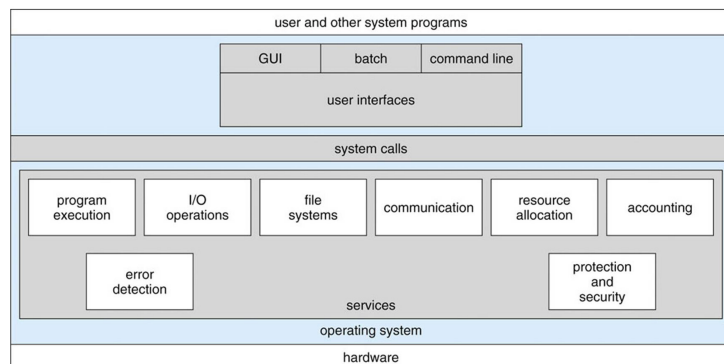 user and other system programs
GUI
batch
command line
user interfaces
system calls
program
execution
I/O
operations
file
systems
communication
resource
allocation
accounting
error
detection
protection
and
security
services
operating system
hardware